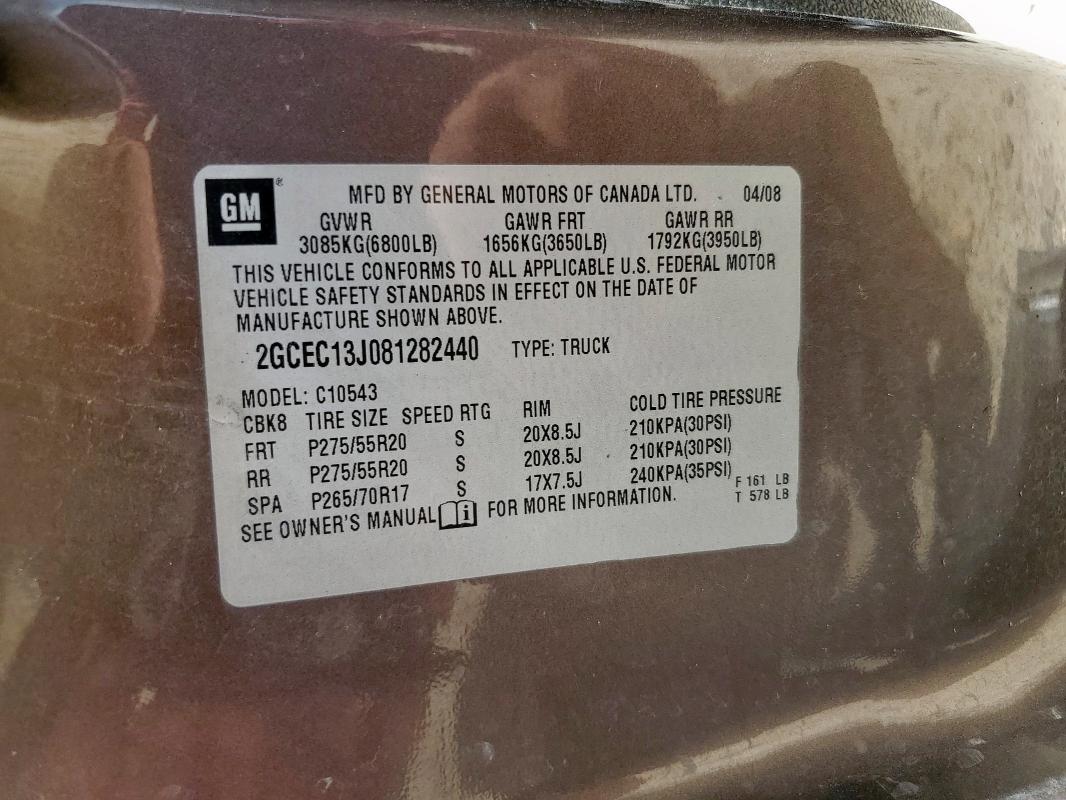 GM® MFD BY GENERAL MOTORS OF CANADA LTD. 04/08
GVWR GAWR FRT GAWR RR
3085KG(6800LB) 1656KG(3650LB) 1792KG(3950LB)
THIS VEHICLE CONFORMS TO ALL APPLICABLE U.S. FEDERAL MOTOR
VEHICLE SAFETY STANDARDS IN EFFECT ON THE DATE OF
MANUFACTURE SHOWN ABOVE.
2GCEC13J081282440 TYPE: TRUCK
MODEL: C10543
CBK8 TIRE SIZE SPEED RTG RIM COLD TIRE PRESSURE
FRT P275/55R20 S 20X8.5J 210KPA(30PSI)
RR P275/55R20 S 20X8.5J 210KPA(30PSI)
SPA P265/70R17 S 17X7.5J 240KPA(35PSI) F 161 LB
SEE OWNER'S MANUAL FOR MORE INFORMATION. T 578 LB